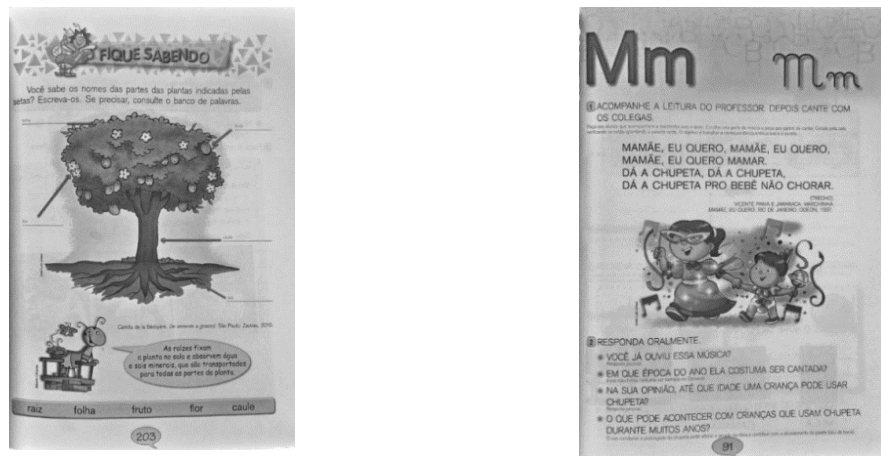 FIQUE SABENDO
Você sabe os nomes das partes das plantas indicadas pelas
setas? Escreva-os. Se precisar, consulte o banco de palavras.
As raízes fixam
a planta no solo e absorvem água
e sais minerais, que são transportados
para todas as partes da planta.
raiz folha fruto flor caule
203
Mm Mm
1 ACOMPANHE A LEITURA DO PROFESSOR. DEPOIS CANTE COM
OS COLEGAS.
MAMÃE, EU QUERO, MAMÃE, EU QUERO,
MAMÃE, EU QUERO MAMAR.
DÁ A CHUPETA, DÁ A CHUPETA,
DÁ A CHUPETA PRO BEBÊ NÃO CHORAR.
2 RESPONDA ORALMENTE.
VOCÊ JÁ OUVIU ESSA MÚSICA?
EM QUE ÉPOCA DO ANO ELA COSTUMA SER CANTADA?
NA SUA OPINIÃO, ATÉ QUE IDADE UMA CRIANÇA PODE USAR
CHUPETA?
O QUE PODE ACONTECER COM CRIANÇAS QUE USAM CHUPETA
DURANTE MUITOS ANOS?
91